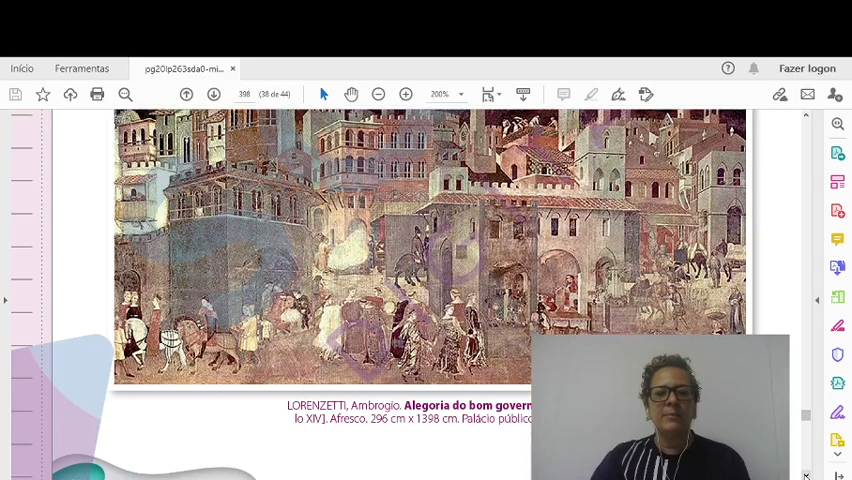 Início
Ferramentas
pg20lp263sda0-mi...
Fazer logon
398
(38 de 44)
200%
LORENZETTI, Ambrogio. Alegoria do bom govern
lo XIV]. Afresco. 296 cm x 1398 cm. Palácio público